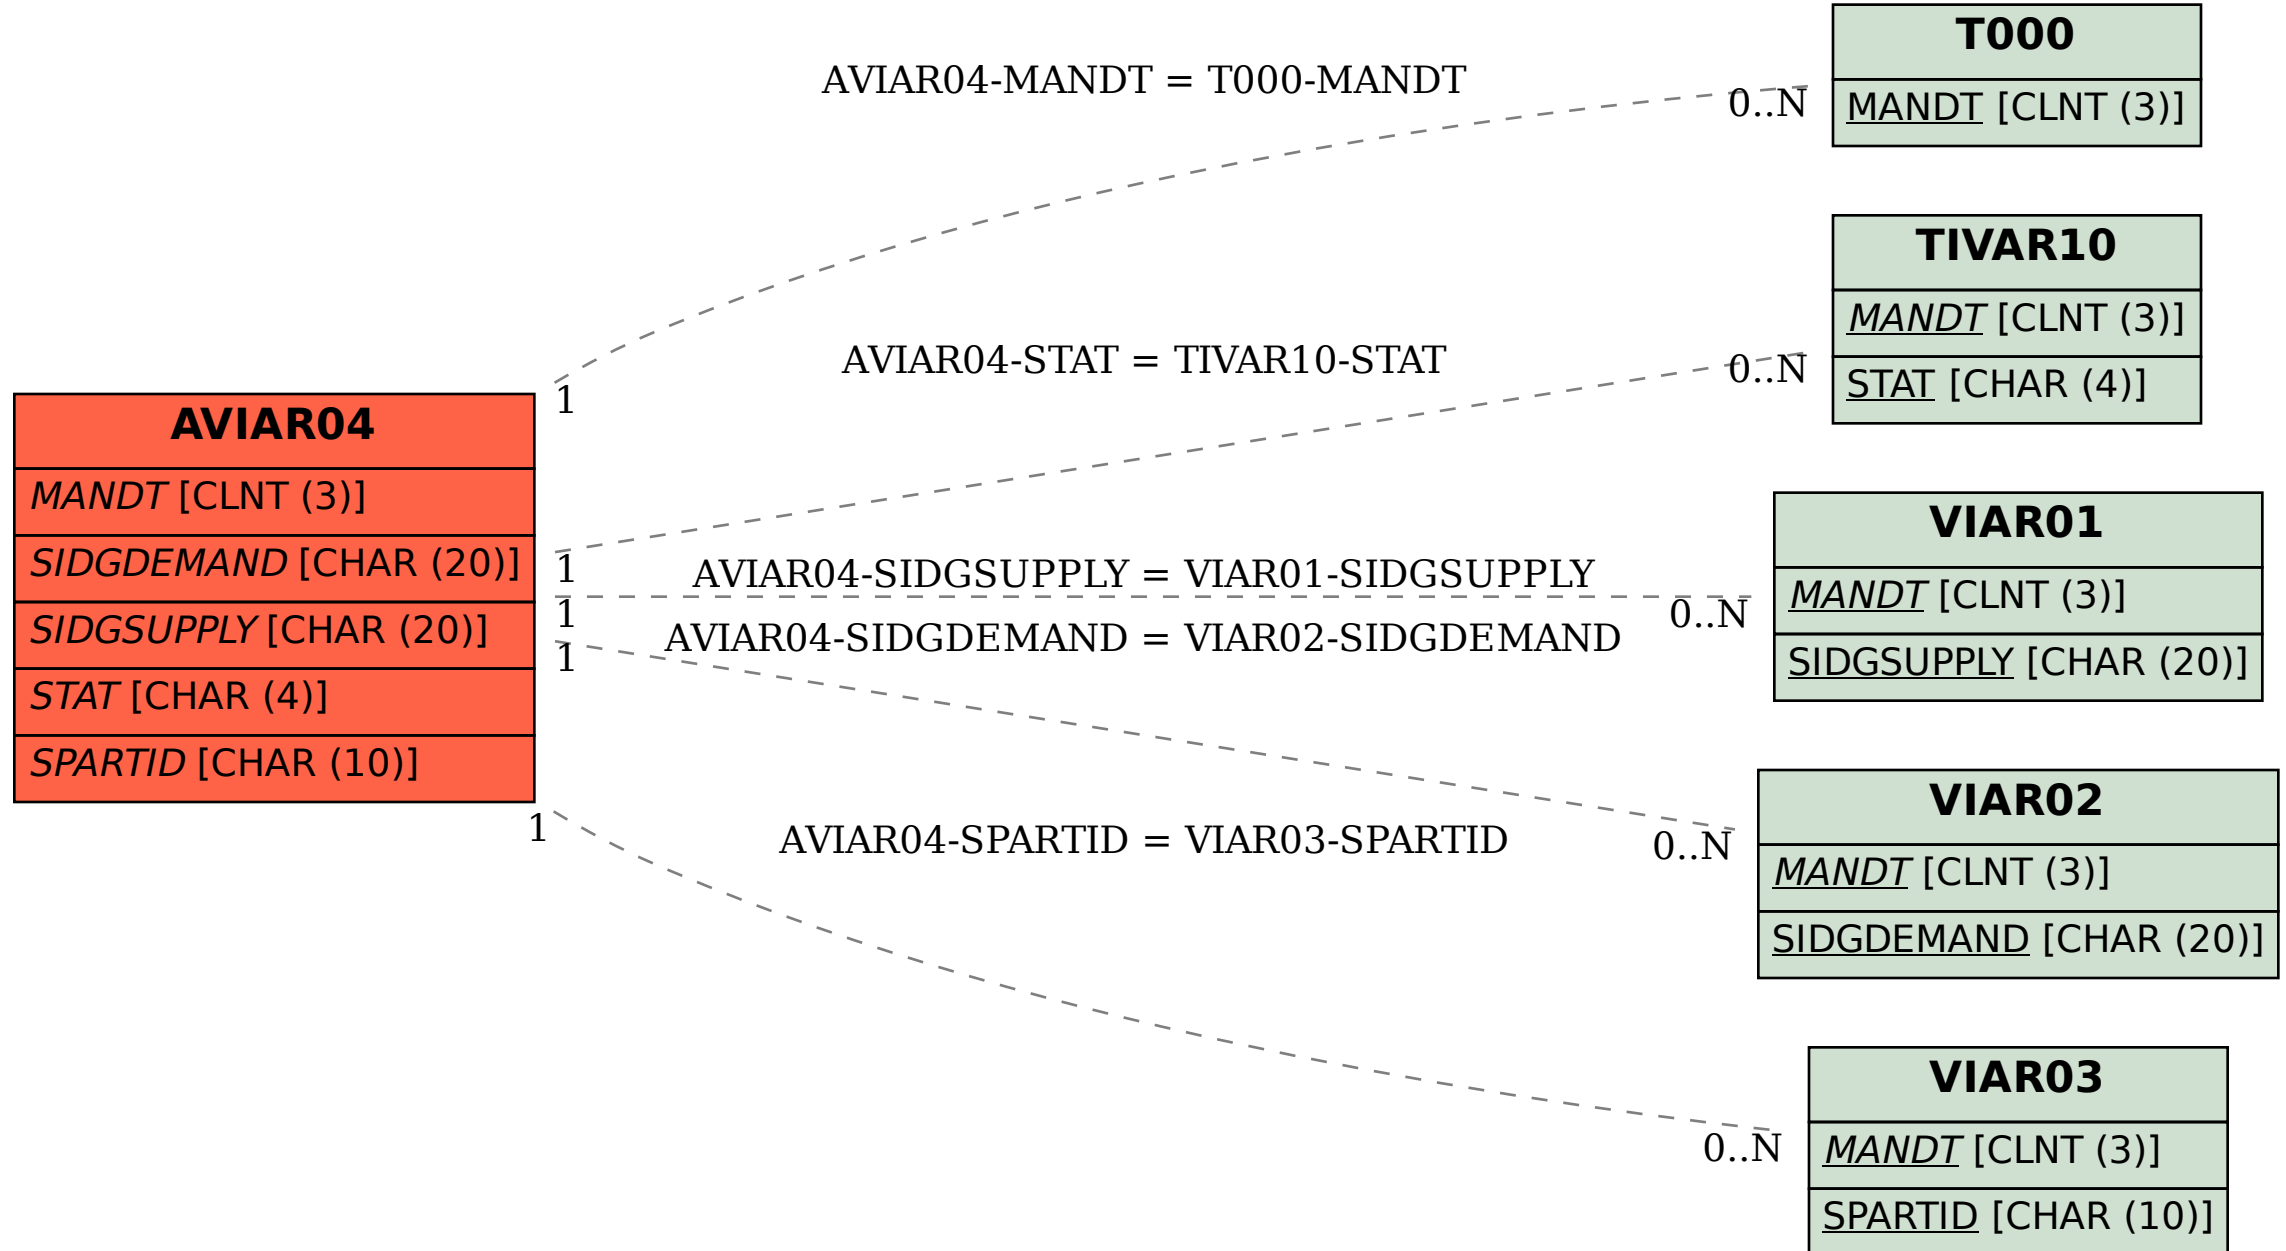 AVIAR04
MANDT [CLNT (3)]
SIDGDEMAND [CHAR (20)]
SIDGSUPPLY [CHAR (20)]
STAT [CHAR (4)]
SPARTID [CHAR (10)]
AVIAR04-MANDT = T000-MANDT
1
0..N
AVIAR04-STAT = TIVAR10-STAT
1
0..N
AVIAR04-SIDGSUPPLY = VIAR01-SIDGSUPPLY
1
0..N
AVIAR04-SIDGDEMAND = VIAR02-SIDGDEMAND
1
0..N
AVIAR04-SPARTID = VIAR03-SPARTID
1
0..N
T000
MANDT [CLNT (3)]
TIVAR10
MANDT [CLNT (3)]
STAT [CHAR (4)]
VIAR01
MANDT [CLNT (3)]
SIDGSUPPLY [CHAR (20)]
VIAR02
MANDT [CLNT (3)]
SIDGDEMAND [CHAR (20)]
VIAR03
MANDT [CLNT (3)]
SPARTID [CHAR (10)]